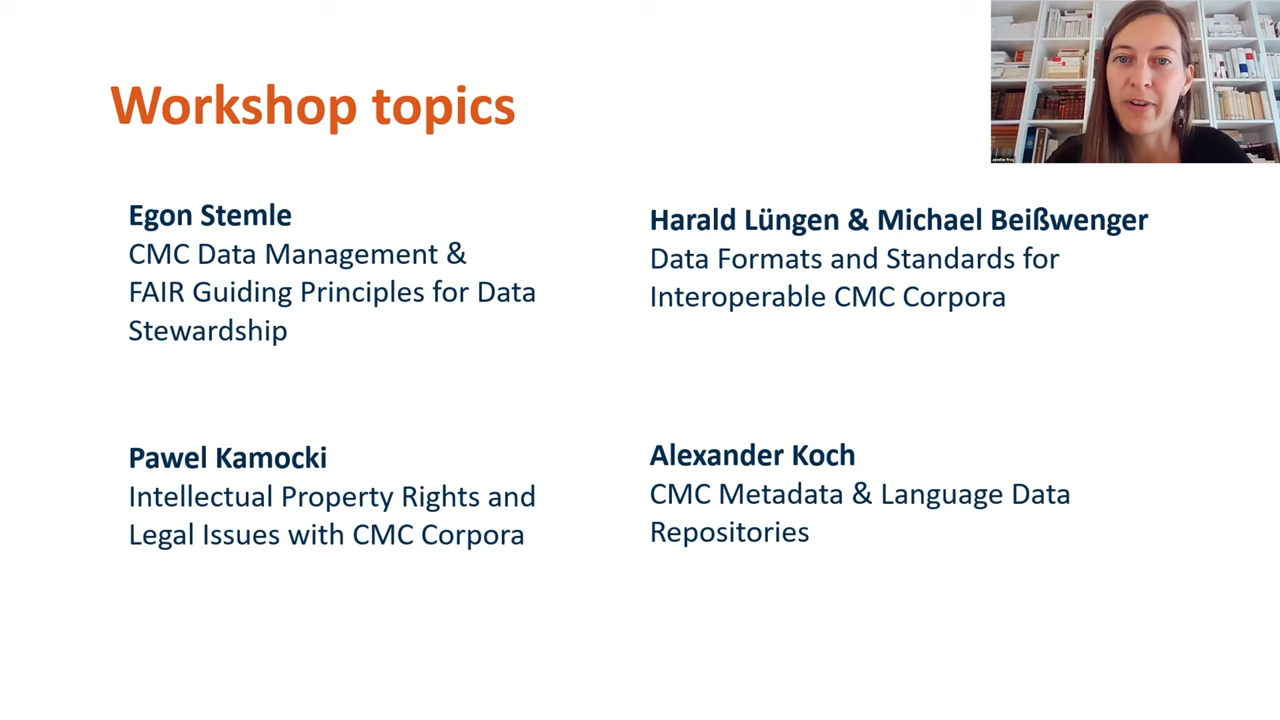 Workshop topics
Egon Stemle
CMC Data Management &
FAIR Guiding Principles for Data
Stewardship
Harald Lüngen & Michael Beißwenger
Data Formats and Standards for
Interoperable CMC Corpora
Pawel Kamocki
Intellectual Property Rights and
Legal Issues with CMC Corpora
Alexander Koch
CMC Metadata & Language Data
Repositories